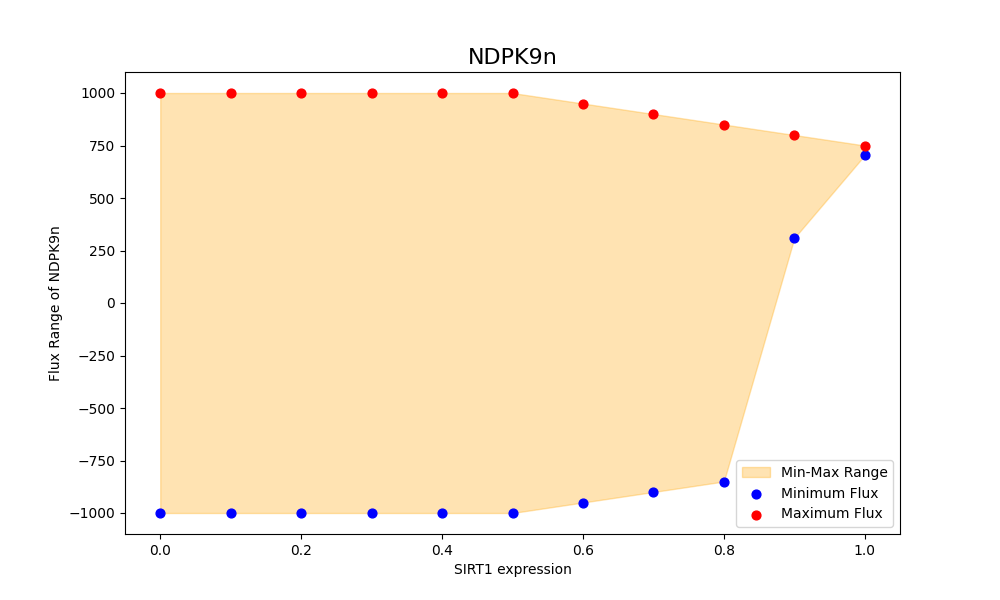 NDPK9n
Flux Range of NDPK9n
1000
750
500
250
0
−250
−500
−750
−1000
0.0 0.2 0.4 0.6 0.8 1.0
SIRT1 expression
Min-Max Range
Minimum Flux
Maximum Flux